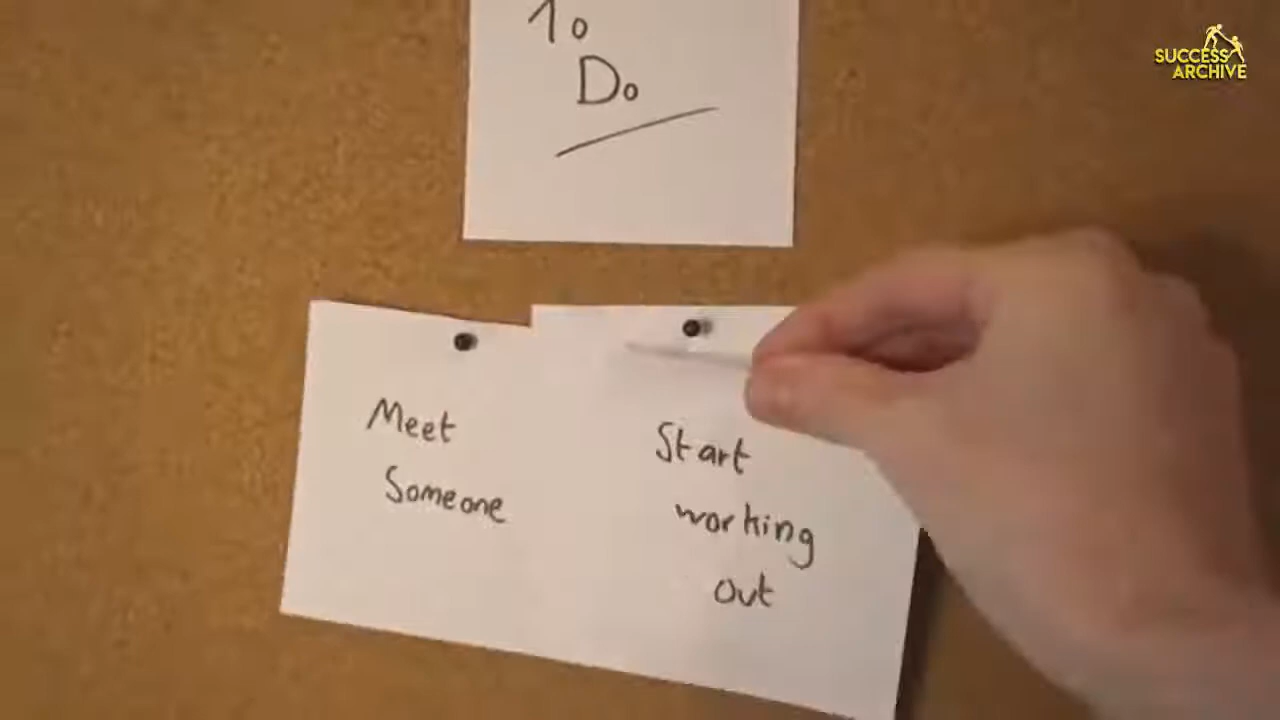 To
Do
Meet
Someone
Start
working
Out
SUCCESS
ARCHIVE